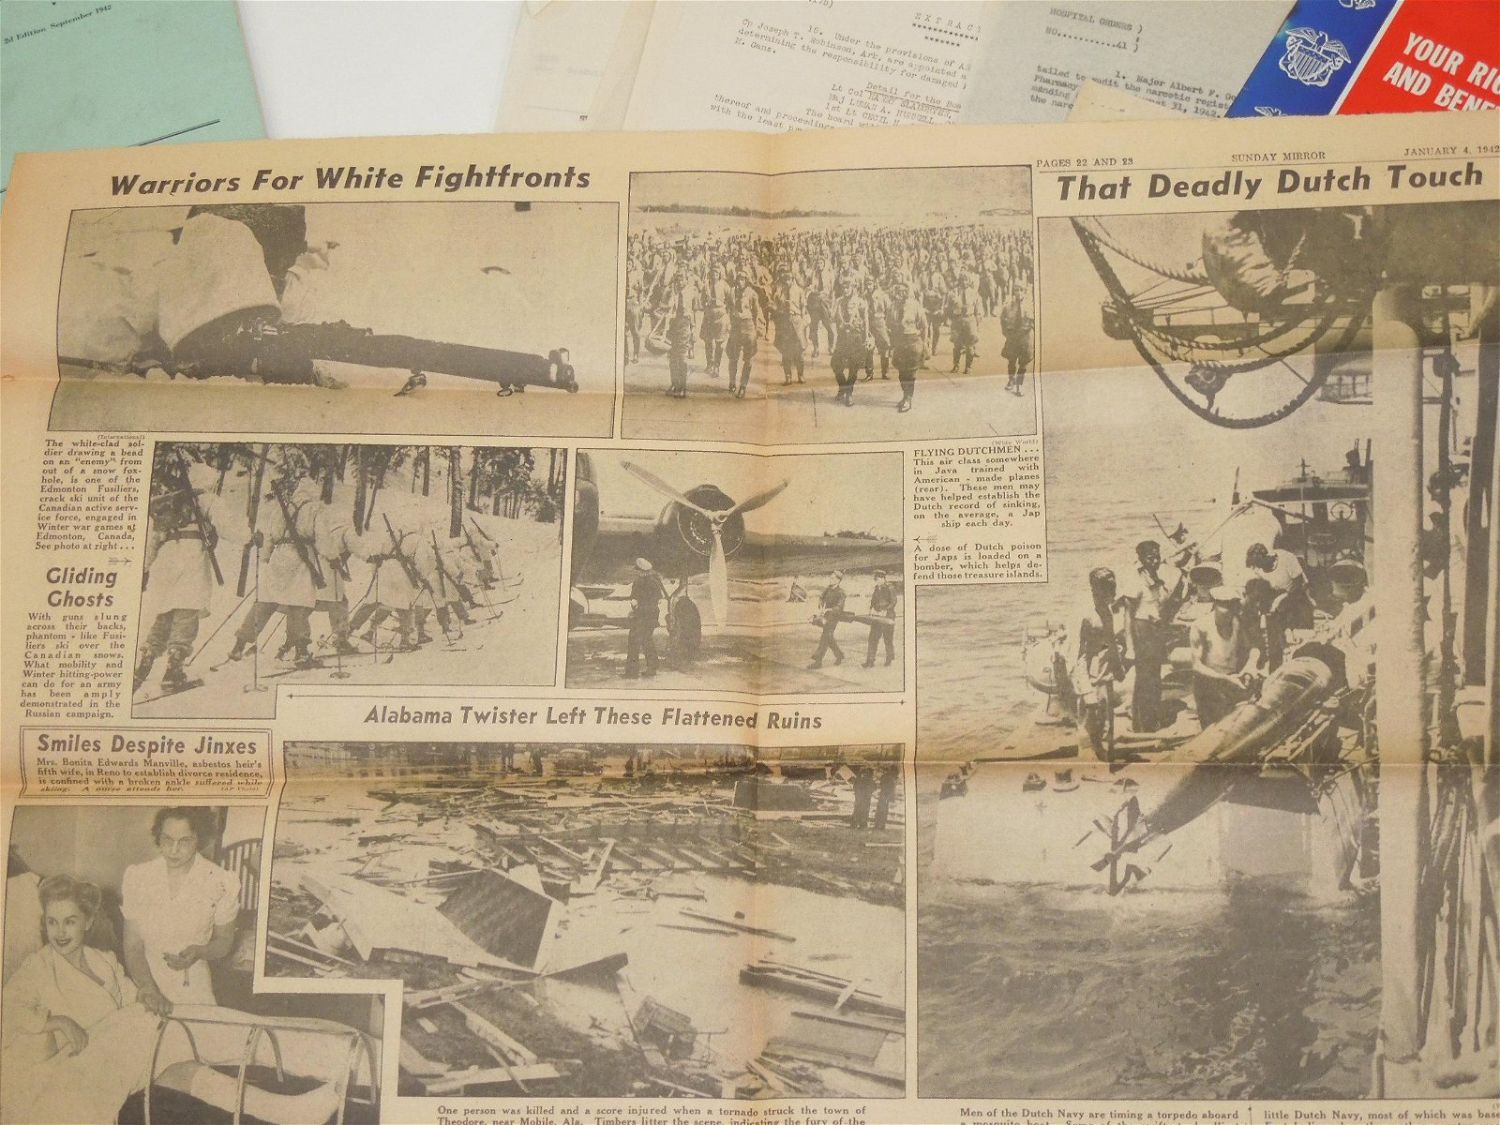 2d Edition September 1942
EXTRACT
15. Under the provisions of
Cp Joseph T. Robinson, Ark, are appointed a
determining the responsibility for damaged
M. Gans.
Detail for the Boa
Lt Col
Maj
1st Lt CECIL
thereof and proceedings
The board
with the least
HOSPITAL ORDERS )
NO...........41 )
1. Major Albert F.
tailed to audit the narcotic regist
Pharmacy
31, 1942.
the narc
YOUR RIG
AND BENE
PAGES 22 AND 23
SUNDAY MIRROR
JANUARY 4, 1942
Warriors For White Fightfronts
That Deadly Dutch Touch
(International)
The white-clad sol-
dier drawing a bead
on an "enemy" from
out of a snow fox-
hole, is one of the
Edmonton Fusiliers,
crack ski unit of the
Canadian active serv-
ice force, engaged in
Winter war games at
Edmonton, Canada.
See photo at right . . .
Gliding
Ghosts
With guns slung
across their backs,
phantom - like Fusi-
liers ski over the
Canadian snows.
What mobility and
Winter hitting-power
can do for an army
has been amply
demonstrated in the
Russian campaign.
(Wide World)
FLYING DUTCHMEN . . .
This air class somewhere
in Java trained with
American - made planes
(rear). These men may
have helped establish the
Dutch record of sinking,
on the average, a Jap
ship each day.
A dose of Dutch poison
for Japs is loaded on a
bomber, which helps de-
fend those treasure islands.
Alabama Twister Left These Flattened Ruins
Smiles Despite Jinxes
Mrs. Bonita Edwards Manville, asbestos heir's
fifth wife, in Reno to establish divorce residence,
is confined with a broken ankle suffered while
skiing. A nurse attends her.
(AP Photo)
One person was killed and a score injured when a tornado struck the town of
Theodore, near Mobile, Ala. Timbers litter the scene, indicating the fury of the
Men of the Dutch Navy are timing a torpedo aboard
a mosquito boat.
little Dutch Navy, most of which was base